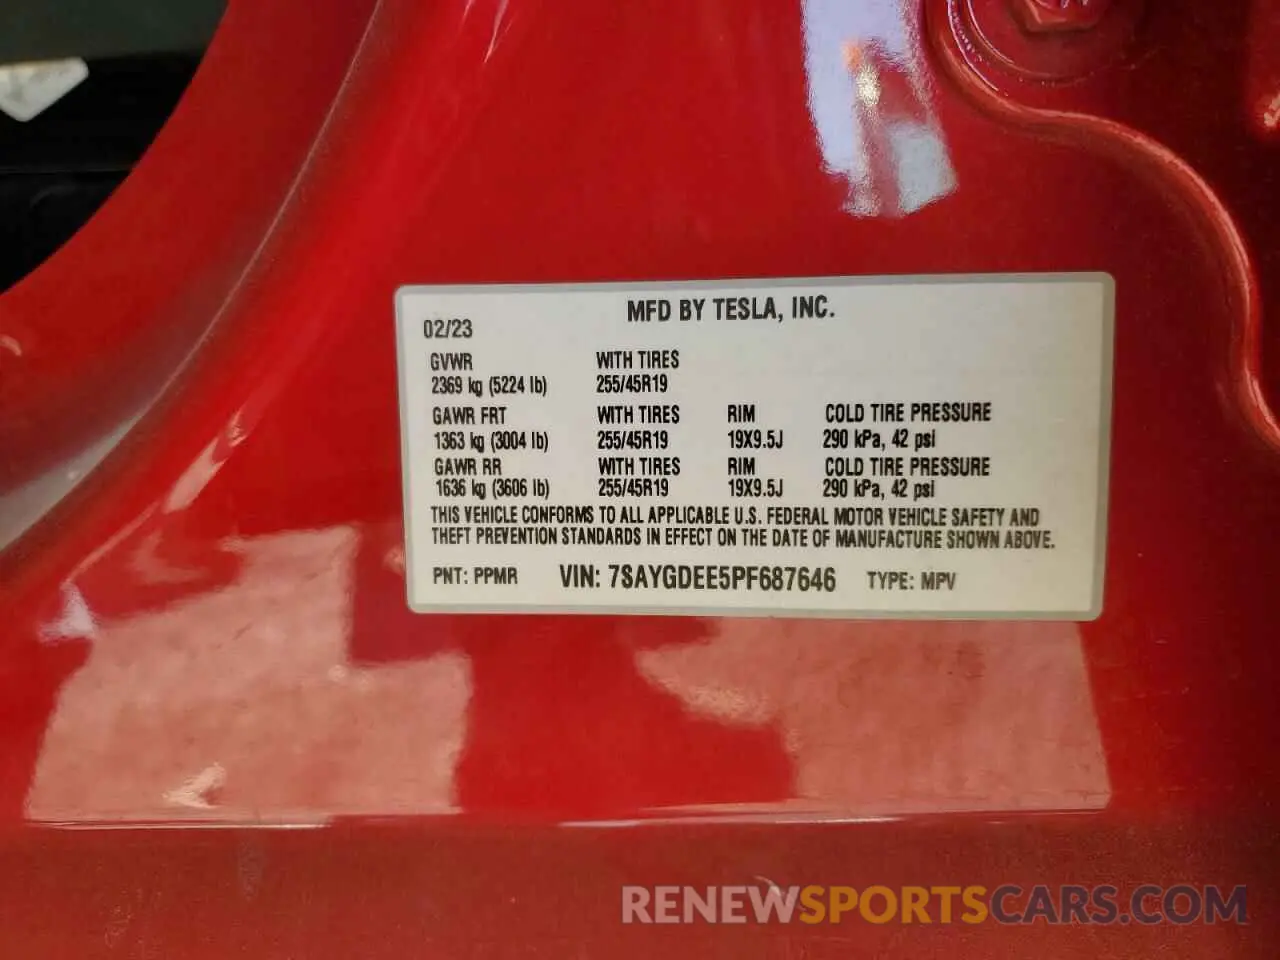 MFD BY TESLA, INC.
02/23
GVWR WITH TIRES
2369 kg (5224 lb) 255/45R19
GAWR FRT WITH TIRES RIM COLD TIRE PRESSURE
1363 kg (3004 lb) 255/45R19 19X9.5J 290 kPa, 42 psi
GAWR RR WITH TIRES RIM COLD TIRE PRESSURE
1636 kg (3606 lb) 255/45R19 19X9.5J 290 kPa, 42 psi
THIS VEHICLE CONFORMS TO ALL APPLICABLE U.S. FEDERAL MOTOR VEHICLE SAFETY AND
THEFT PREVENTION STANDARDS IN EFFECT ON THE DATE OF MANUFACTURE SHOWN ABOVE.
PNT: PPMR VIN: 7SAYGDEE5PF687646 TYPE: MPV
RENEWSPORTSCARS.COM